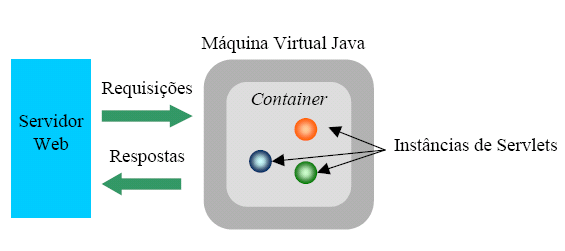 Máquina Virtual Java
Requisições
Container
Servidor
Web
Instâncias de Servlets
Respostas